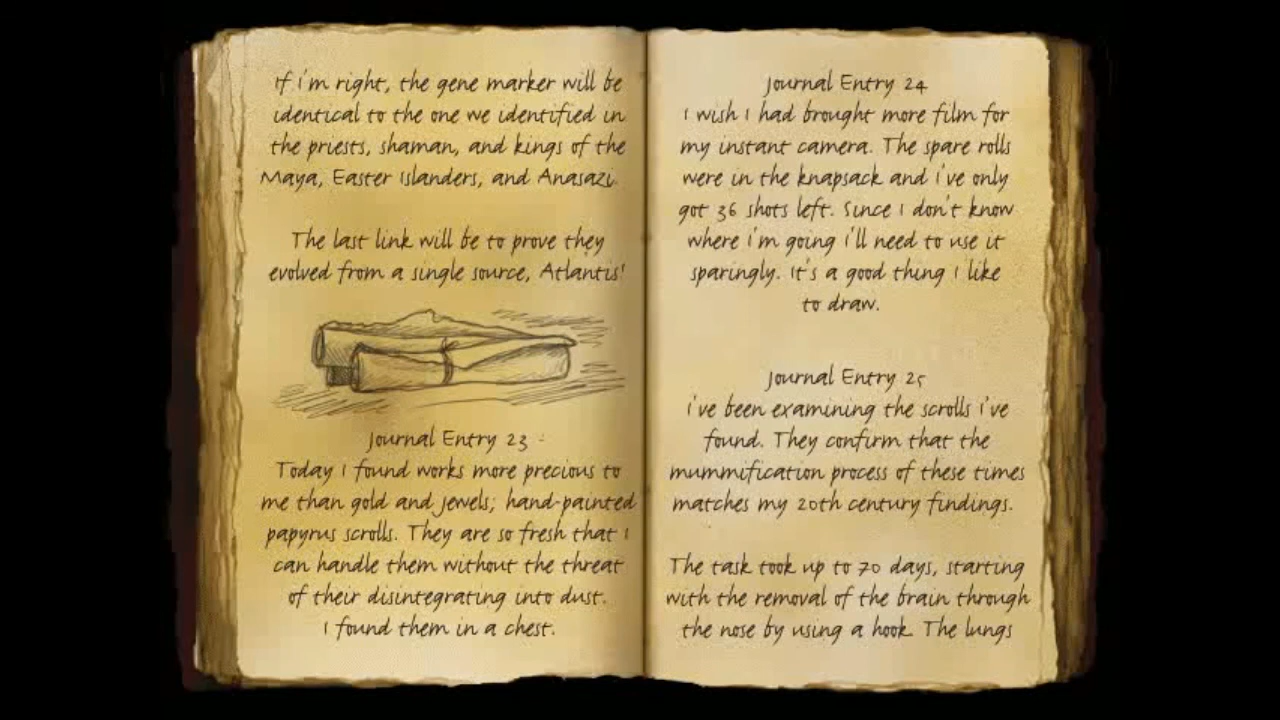 If i'm right, the gene marker will be
identical to the one we identified in
the priests, shaman, and kings of the
Maya, Easter Islanders, and Anasazi.
The last link will be to prove they
evolved from a single source, Atlantis!
Journal Entry 23
Today I found works more precious to
me than gold and jewels; hand-painted
papyrus scrolls. They are so fresh that I
can handle them without the threat
of their disintegrating into dust.
I found them in a chest.
Journal Entry 24
I wish I had brought more film for
my instant camera. The spare rolls
were in the knapsack and i've only
got 36 shots left. Since I don't know
where i'm going i'll need to use it
sparingly. It's a good thing I like
to draw.
Journal Entry 25
i've been examining the scrolls i've
found. They confirm that the
mummification process of these times
matches my 20th century findings.
The task took up to 70 days, starting
with the removal of the brain through
the nose by using a hook. The lungs